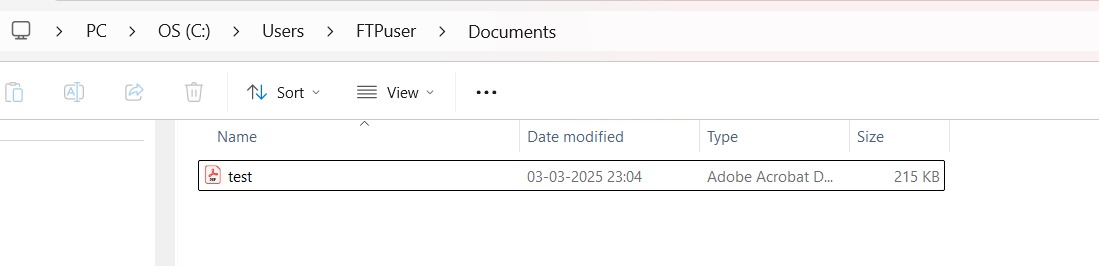 PC > OS (C:) > Users > FTPuser > Documents
Sort View
Name Date modified Type Size
test 03-03-2025 23:04 Adobe Acrobat D... 215 KB